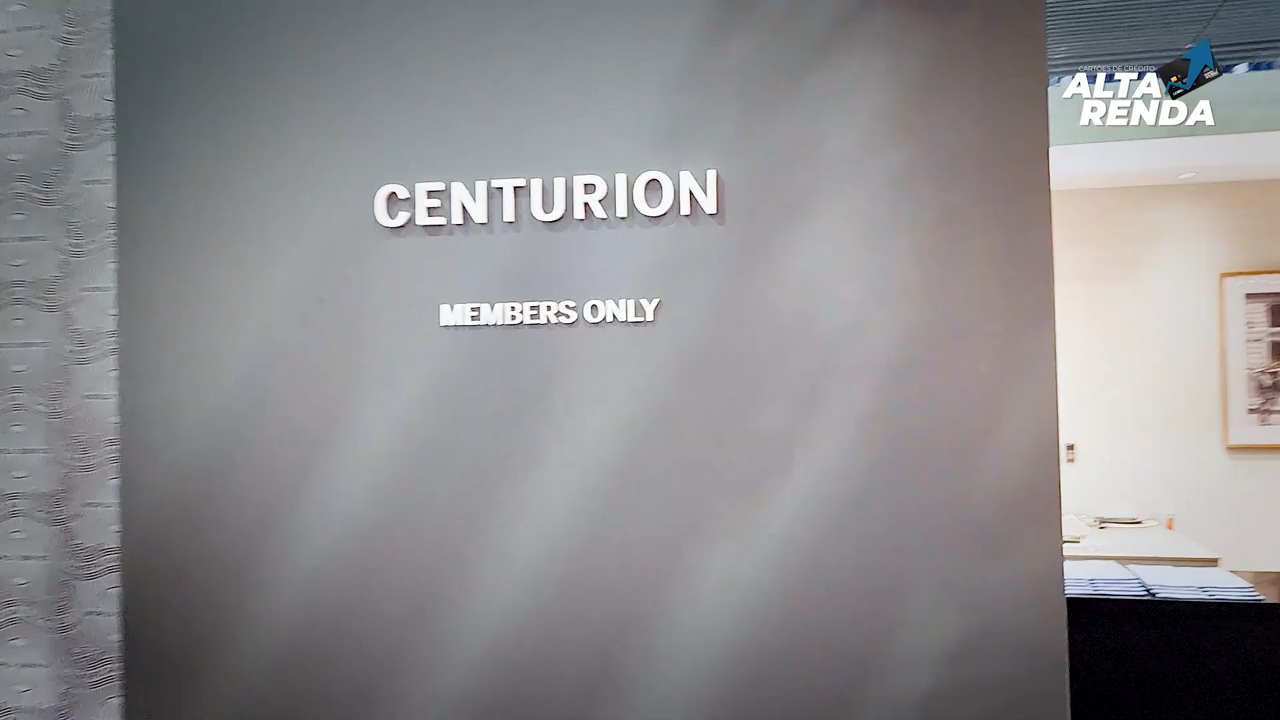 CENTURION
MEMBERS ONLY
CARTÕES DE CRÉDITO
ALTA
RENDA